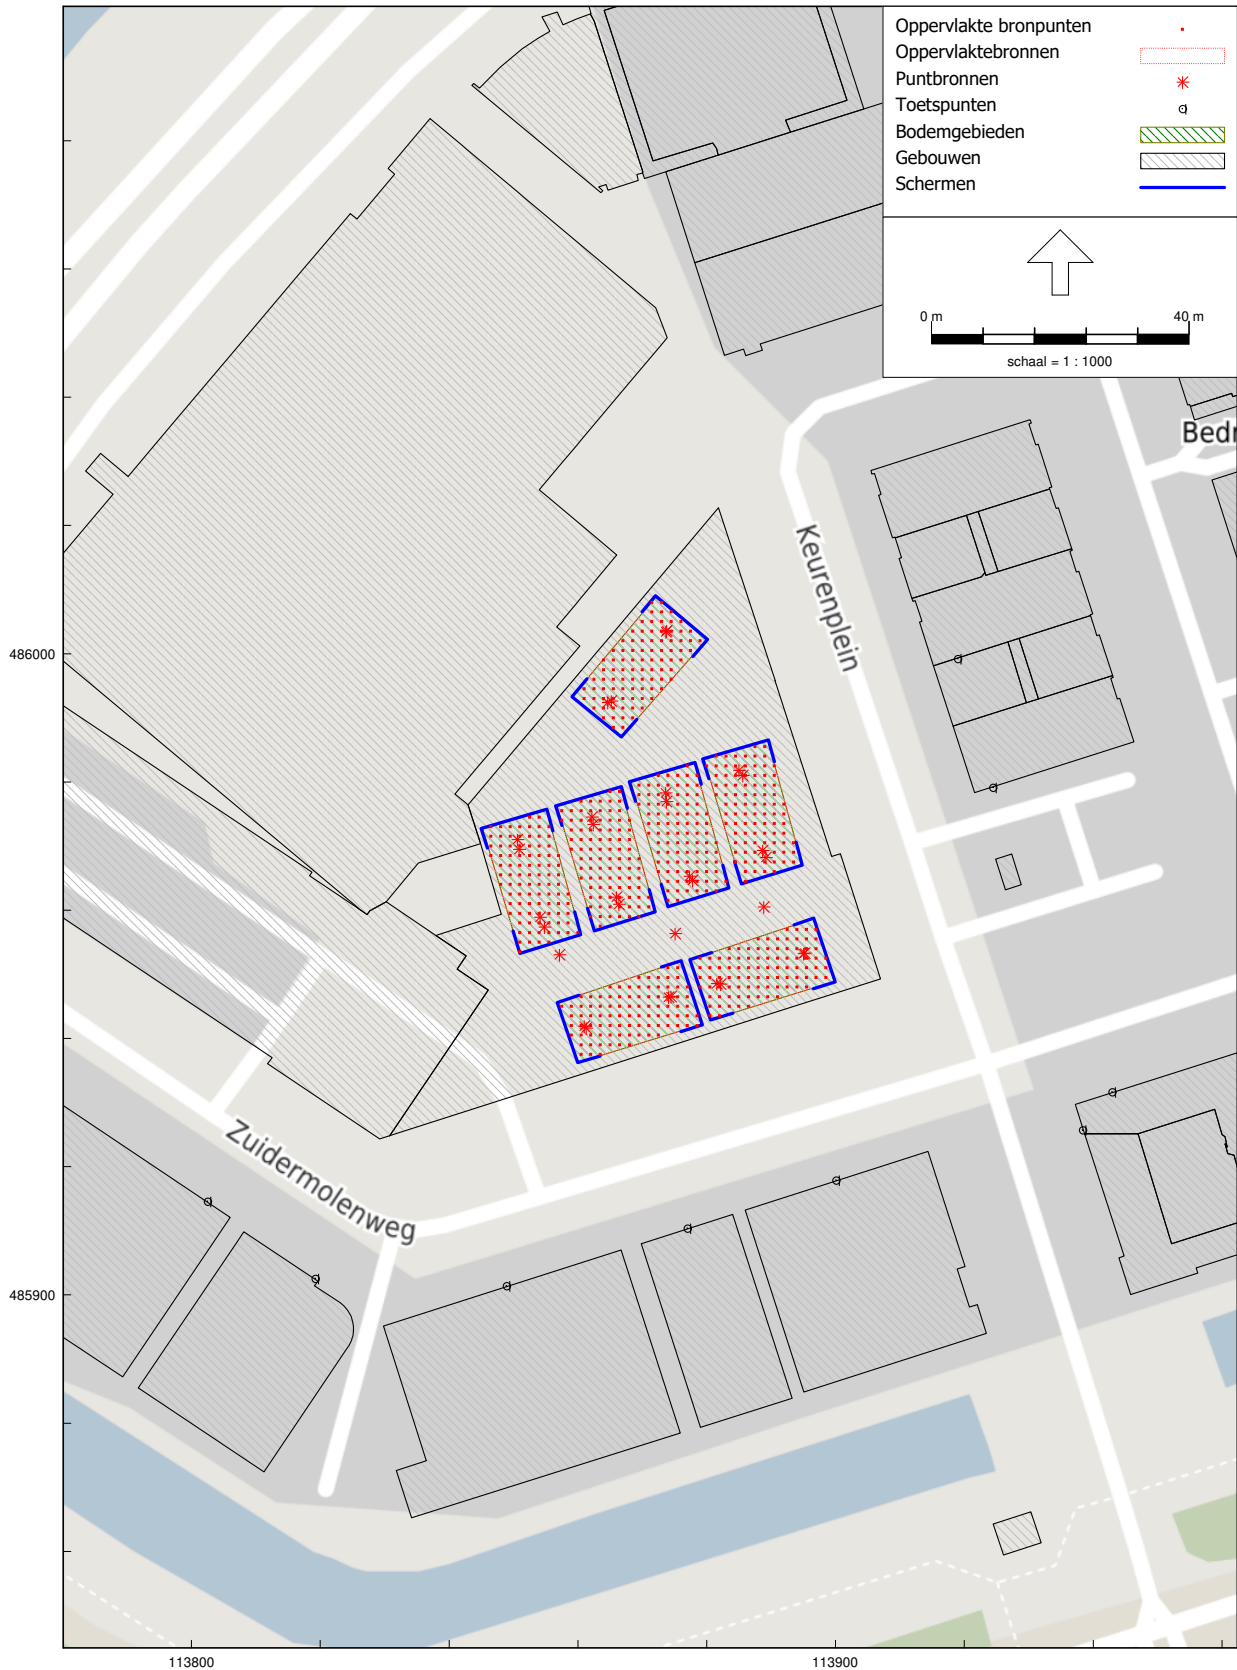 Oppervlakte bronpunten
Oppervlaktebronnen
Puntbronnen
Toetspunten
Bodemgebieden
Gebouwen
Schermen
0 m
40 m
schaal = 1 : 1000
Bedr
Keurenplein
486000
Zuidermolenweg
485900
113800
113900